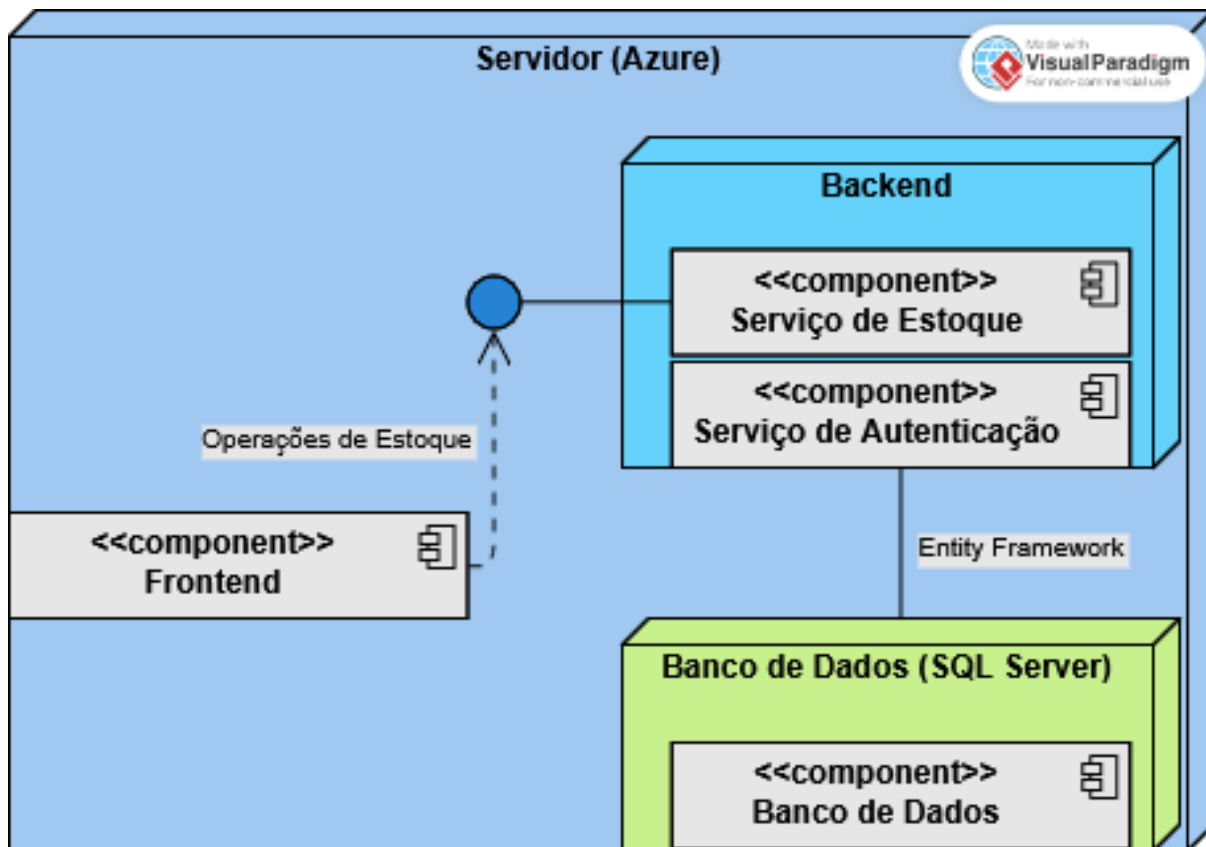 Servidor (Azure)
Made with
Visual Paradigm
For non-commercial use
Backend
<<component>>
Serviço de Estoque
<<component>>
Serviço de Autenticação
Operações de Estoque
<<component>>
Frontend
Entity Framework
Banco de Dados (SQL Server)
<<component>>
Banco de Dados